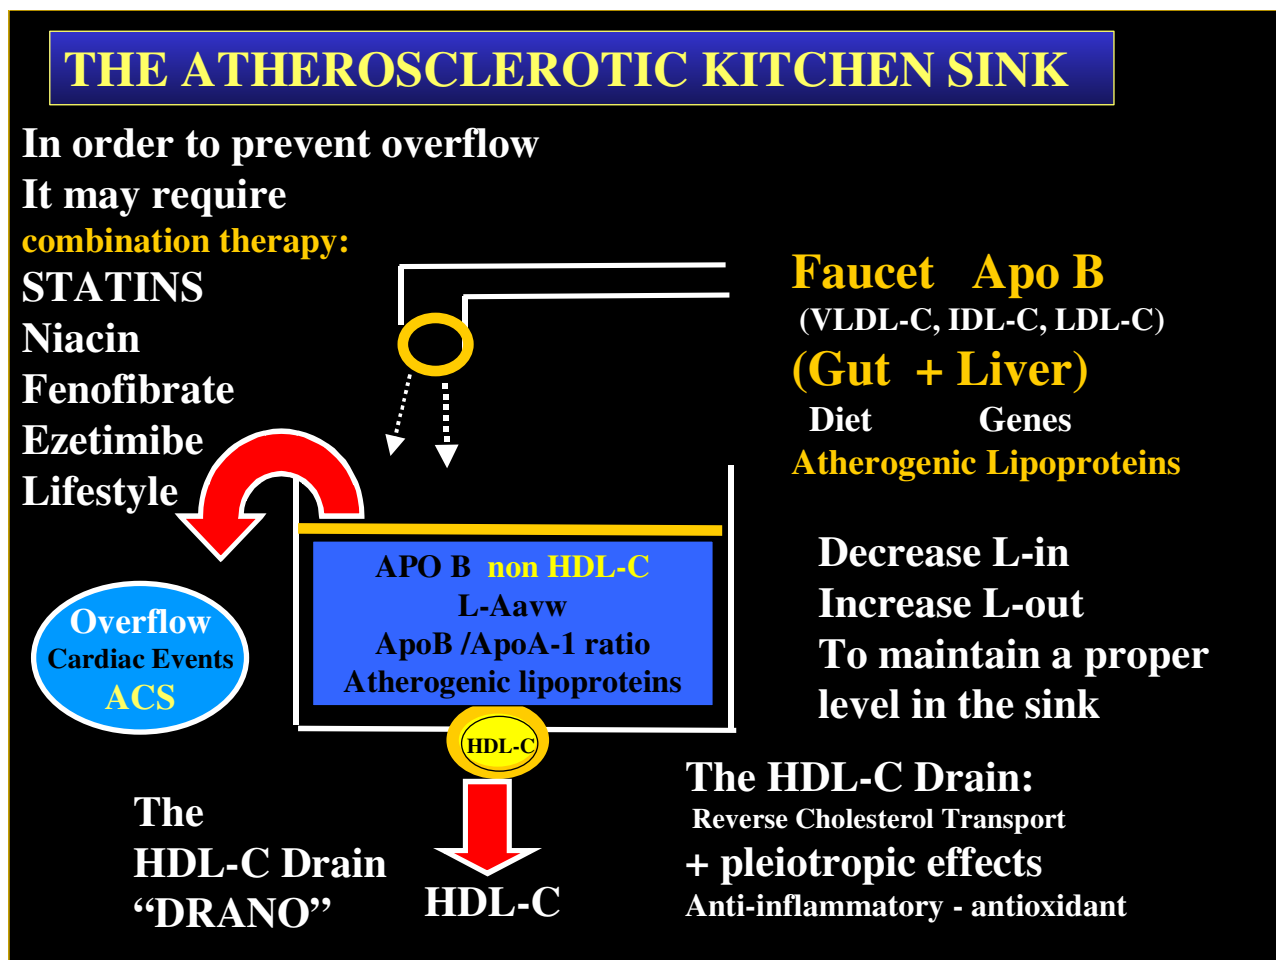 THE ATHEROSCLEROTIC KITCHEN SINK
In order to prevent overflow
It may require
combination therapy:
STATINS
Niacin
Fenofibrate
Ezetimibe
Lifestyle
Faucet Apo B
(VLDL-C, IDL-C, LDL-C)
(Gut + Liver)
Diet Genes
Atherogenic Lipoproteins
APO B non HDL-C
L-Aavw
ApoB /ApoA-1 ratio
Atherogenic lipoproteins
Overflow
Cardiac Events
ACS
Decrease L-in
Increase L-out
To maintain a proper
level in the sink
HDL-C
The
HDL-C Drain
“DRANO”
HDL-C
The HDL-C Drain:
Reverse Cholesterol Transport
+ pleiotropic effects
Anti-inflammatory - antioxidant